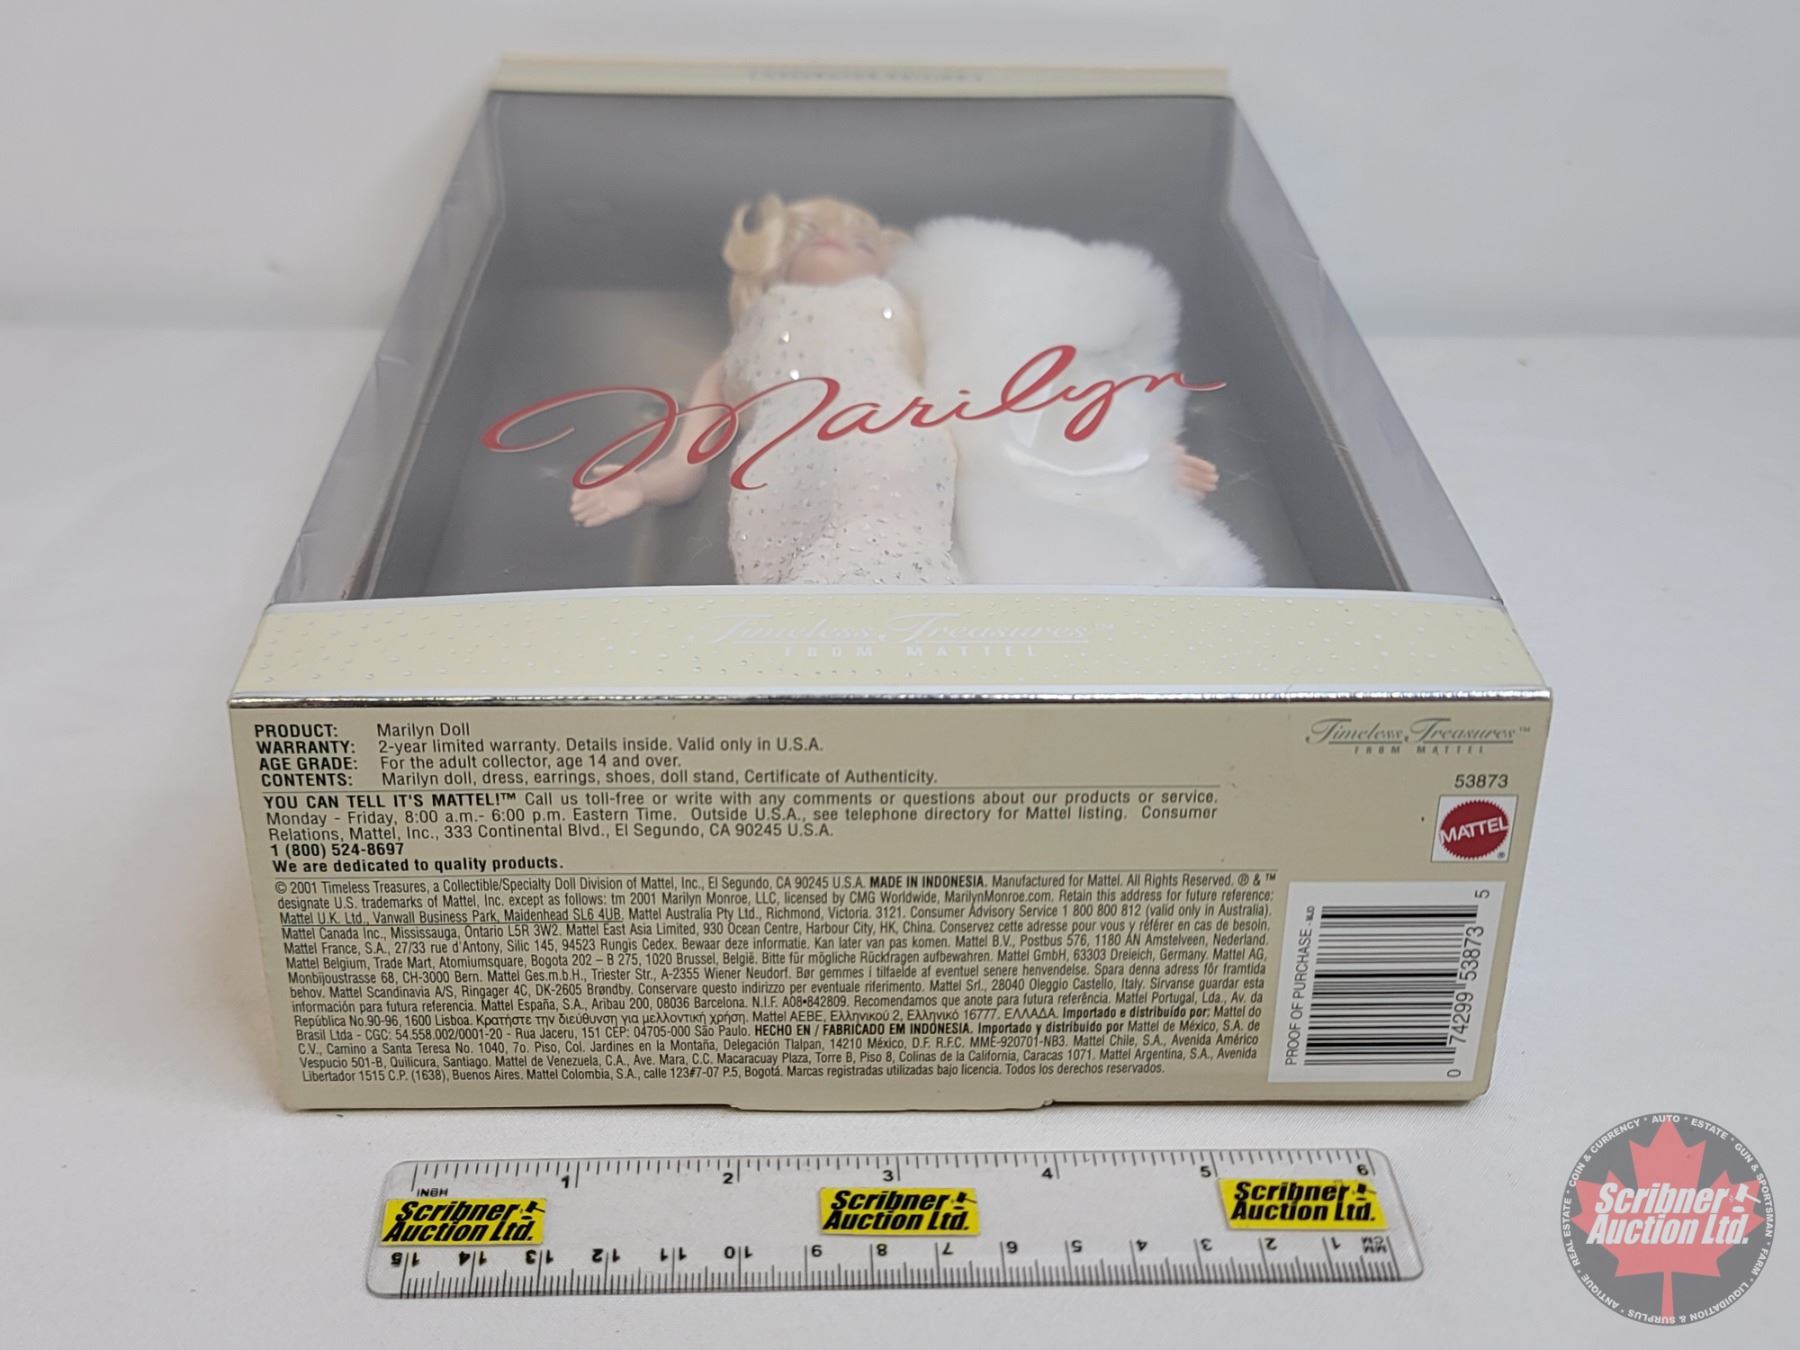 Marilyn
Timeless Treasures™
FROM MATTEL
PRODUCT: Marilyn Doll
WARRANTY: 2-year limited warranty. Details inside. Valid only in U.S.A.
AGE GRADE: For the adult collector, age 14 and over.
CONTENTS: Marilyn doll, dress, earrings, shoes, doll stand, Certificate of Authenticity.
YOU CAN TELL IT'S MATTEL!™ Call us toll-free or write with any comments or questions about our products or service.
Monday - Friday, 8:00 a.m.- 6:00 p.m. Eastern Time. Outside U.S.A., see telephone directory for Mattel listing. Consumer
Relations, Mattel, Inc., 333 Continental Blvd., El Segundo, CA 90245 U.S.A.
1 (800) 524-8697
We are dedicated to quality products.
© 2001 Timeless Treasures, a Collectible/Specialty Doll Division of Mattel, Inc., El Segundo, CA 90245 U.S.A. MADE IN INDONESIA. Manufactured for Mattel. All Rights Reserved. ® & ™
designate U.S. trademarks of Mattel, Inc. except as follows: tm 2001 Marilyn Monroe, LLC, licensed by CMG Worldwide, MarilynMonroe.com. Retain this address for future reference:
Mattel U.K. Ltd., Vanwall Business Park, Maidenhead SL6 4UB. Mattel Australia Pty Ltd., Richmond, Victoria. 3121. Consumer Advisory Service 1 800 800 812 (valid only in Australia).
Mattel Canada Inc., Mississauga, Ontario L5R 3W2. Mattel East Asia Limited, 930 Ocean Centre, Harbour City, HK, China. Conservez cette adresse pour vous y référer en cas de besoin.
Mattel France, S.A., 27/33 rue d'Antony, Silic 145, 94523 Rungis Cedex. Bewaar deze informatie. Kan later van pas komen. Mattel B.V., Postbus 576, 1180 AN Amstelveen, Nederland.
Mattel Belgium, Trade Mart, Atomiumsquare, Bogota 202 – B 275, 1020 Brussel, België. Bitte für mögliche Rückfragen aufbewahren. Mattel GmbH, 63303 Dreieich, Germany. Mattel AG,
Monbijoustrasse 68, CH-3000 Bern. Mattel Ges.m.b.H., Triester Str., A-2355 Wiener Neudorf. Bør gemmes i tilfaelde af eventuel senere henvendelse. Spara denna adress för framtida
behov. Mattel Scandinavia A/S, Ringager 4C, DK-2605 Brøndby. Conservare questo indirizzo per eventuale riferimento. Mattel Srl., 28040 Oleggio Castello, Italy. Sírvanse guardar esta
información para futura referencia. Mattel España, S.A., Aribau 200, 08036 Barcelona. N.I.F. A08•842809. Recomendamos que anote para futura referência. Mattel Portugal, Lda., Av. da
República No.90-96, 1600 Lisboa. Κρατήστε την διεύθυνση για μελλοντική χρήση. Mattel AEBE, Ελληνικού 2, Ελληνικό 16777. ΕΛΛΑΔΑ. Importado e distribuído por: Mattel do
Brasil Ltda - CGC: 54.558.002/0001-20 - Rua Jaceru, 151 CEP: 04705-000 São Paulo. HECHO EN / FABRICADO EM INDONESIA. Importado y distribuido por Mattel de México, S.A. de
C.V., Camino a Santa Teresa No. 1040, 7o. Piso, Col. Jardines en la Montaña, Delegación Tlalpan, 14210 México, D.F. R.F.C. MME-920701-NB3. Mattel Chile, S.A., Avenida Américo
Vespucio 501-B, Quilicura, Santiago. Mattel de Venezuela, C.A., Ave. Mara, C.C. Macaracuay Plaza, Torre B, Piso 8, Colinas de la California, Caracas 1071. Mattel Argentina, S.A., Avenida
Libertador 1515 C.P. (1638), Buenos Aires. Mattel Colombia, S.A., calle 123#7-07 P.5, Bogotá. Marcas registradas utilizadas bajo licencia. Todos los derechos reservados.
Timeless Treasures™
FROM MATTEL
53873
MATTEL®
PROOF OF PURCHASE
0 74299 53873 5
INCH 1 2 3 4 5 6
Scribner
Auction Ltd.
Scribner
Auction Ltd.
Scribner
Auction Ltd.
15 14 13 12 11 10 9 8 7 6 5 4 3 2 1 MM CM
AUTO • ESTATE • GUN & SPORTSMAN • FARM • LIQUIDATION & SURPLUS • ANTIQUE • REAL ESTATE • COIN & CURRENCY
Scribner
Auction Ltd.